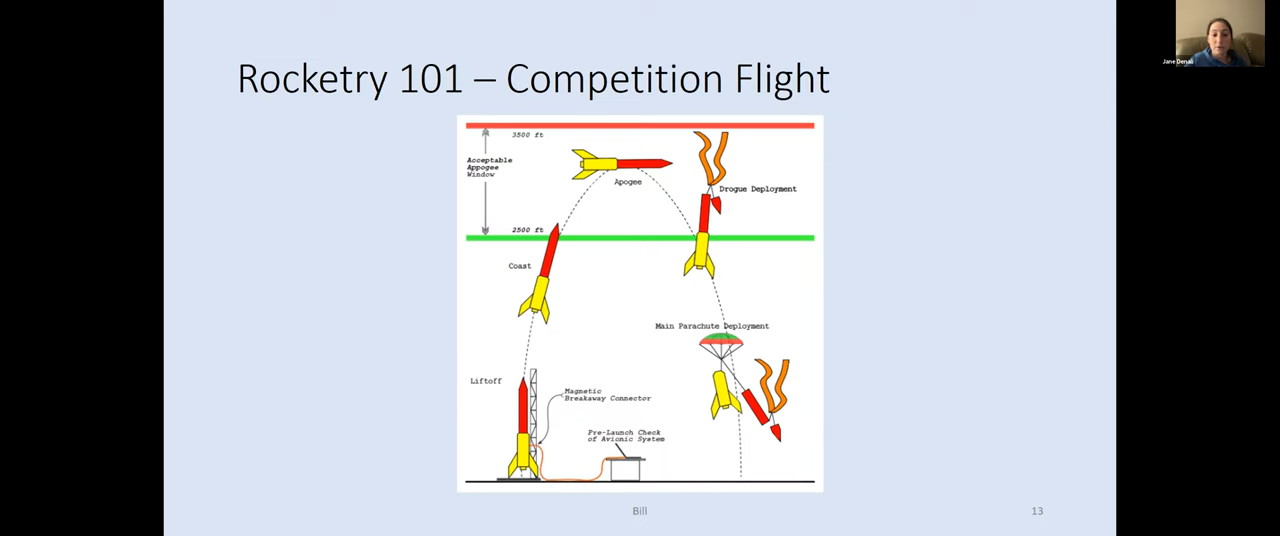 Rocketry 101 – Competition Flight
3500 ft
Acceptable
Appogee
Window
Apogee
Drogue Deployment
2500 ft
Coast
Main Parachute Deployment
Liftoff
Magnetic
Breakaway Connector
Pre-Launch Check
of Avionic System
Bill
13
Jane Denali